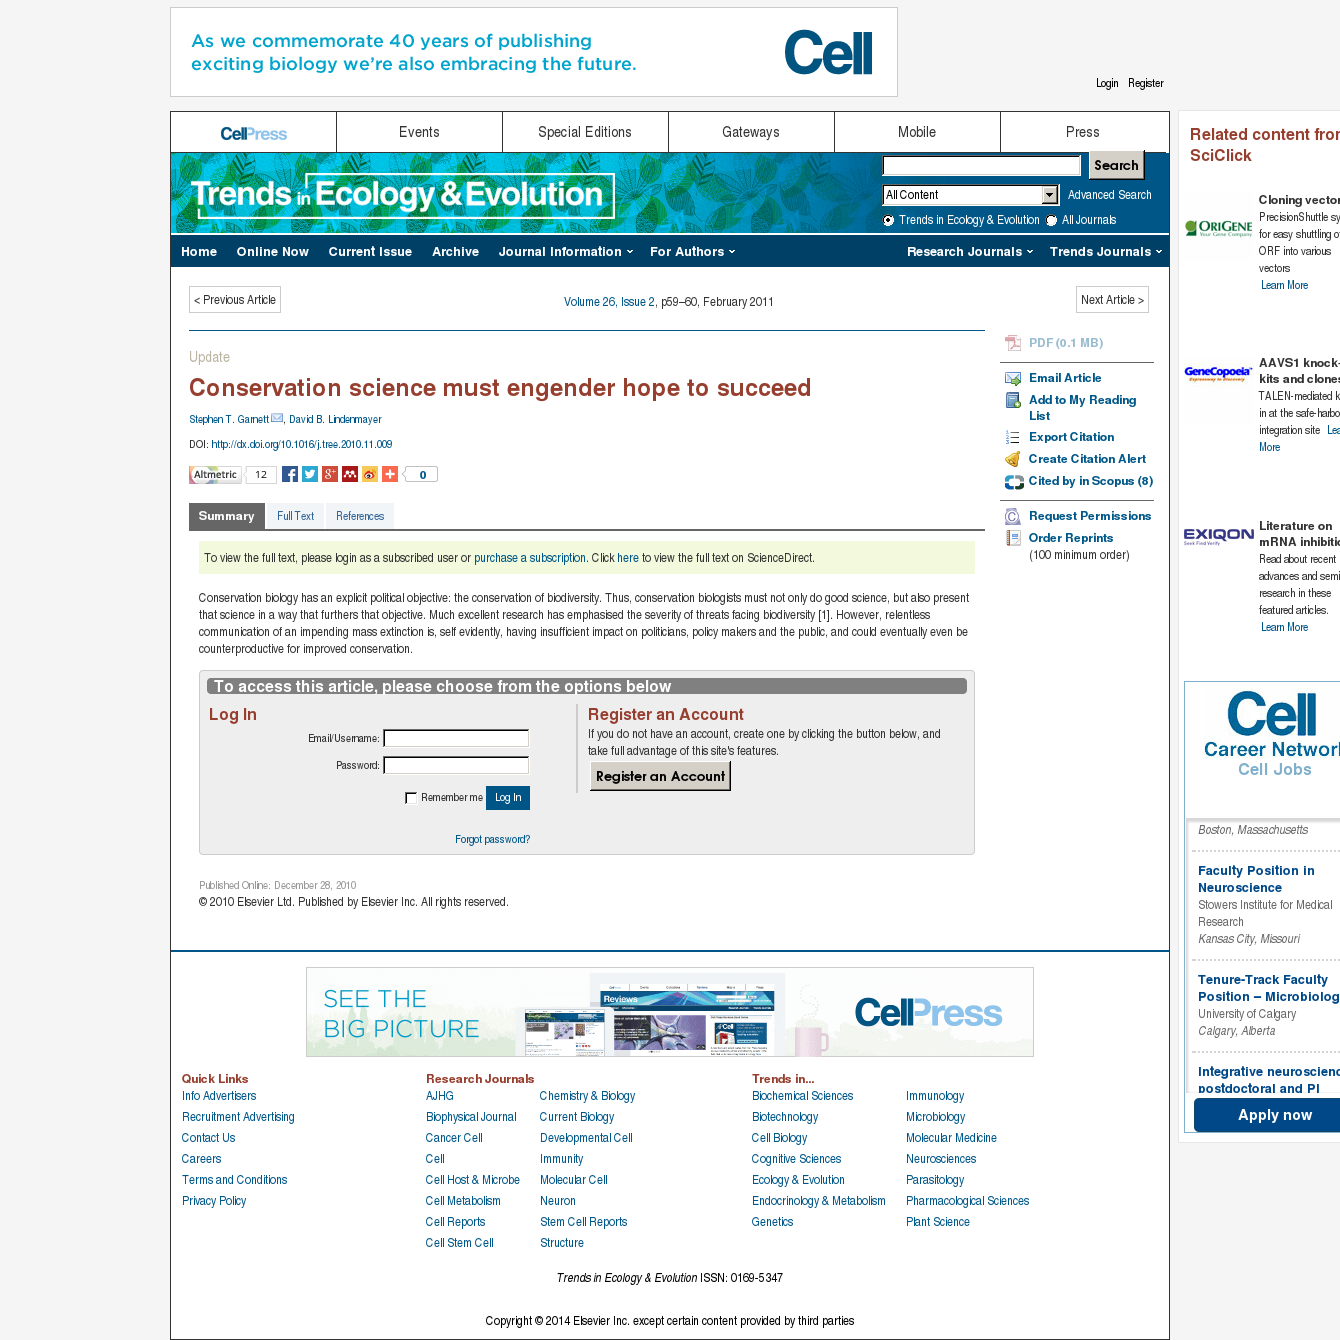 As we commemorate 40 years of publishing
exciting biology we're also embracing the future.
Cell
Login Register
CellPress
Events
Special Editions
Gateways
Mobile
Press
Trends in Ecology & Evolution
Search
All Content
Advanced Search
Trends in Ecology & Evolution All Journals
Home Online Now Current Issue Archive Journal Information For Authors Research Journals Trends Journals
< Previous Article
Volume 26, Issue 2, p59–60, February 2011
Next Article >
Update
Conservation science must engender hope to succeed
Stephen T. Garnett, David B. Lindenmayer
DOI: http://dx.doi.org/10.1016/j.tree.2010.11.009
Altmetric 12
0
Summary Full Text References
To view the full text, please login as a subscribed user or purchase a subscription. Click here to view the full text on ScienceDirect.
Conservation biology has an explicit political objective: the conservation of biodiversity. Thus, conservation biologists must not only do good science, but also present
that science in a way that furthers that objective. Much excellent research has emphasised the severity of threats facing biodiversity [1]. However, relentless
communication of an impending mass extinction is, self evidently, having insufficient impact on politicians, policy makers and the public, and could eventually even be
counterproductive for improved conservation.
To access this article, please choose from the options below
Log In
Email/Username:
Password:
Remember me Log In
Forgot password?
Register an Account
If you do not have an account, create one by clicking the button below, and
take full advantage of this site's features.
Register an Account
Published Online: December 28, 2010
© 2010 Elsevier Ltd. Published by Elsevier Inc. All rights reserved.
PDF (0.1 MB)
Email Article
Add to My Reading
List
Export Citation
Create Citation Alert
Cited by in Scopus (8)
Request Permissions
Order Reprints
(100 minimum order)
Related content from
SciClick
ORIGENE
Your Gene Company
Cloning vector
PrecisionShuttle sy
for easy shuttling of
ORF into various
vectors
Learn More
GeneCopoeia
Expressway to Discovery
AAVS1 knock-
kits and clones
TALEN-mediated k
in at the safe-harbo
integration site Lea
More
EXIQON
Seek Find Verify
Literature on
mRNA inhibitio
Read about recent
advances and semi
research in these
featured articles.
Learn More
Cell
Career Network
Cell Jobs
Boston, Massachusetts
Faculty Position in
Neuroscience
Stowers Institute for Medical
Research
Kansas City, Missouri
Tenure-Track Faculty
Position – Microbiolog
University of Calgary
Calgary, Alberta
Integrative neuroscienc
postdoctoral and PI
Apply now
SEE THE
BIG PICTURE
Reviews
Cell
CellPress
Quick Links
Info Advertisers
Recruitment Advertising
Contact Us
Careers
Terms and Conditions
Privacy Policy
Research Journals
AJHG
Biophysical Journal
Cancer Cell
Cell
Cell Host & Microbe
Cell Metabolism
Cell Reports
Cell Stem Cell
Chemistry & Biology
Current Biology
Developmental Cell
Immunity
Molecular Cell
Neuron
Stem Cell Reports
Structure
Trends in...
Biochemical Sciences
Biotechnology
Cell Biology
Cognitive Sciences
Ecology & Evolution
Endocrinology & Metabolism
Genetics
Immunology
Microbiology
Molecular Medicine
Neurosciences
Parasitology
Pharmacological Sciences
Plant Science
Trends in Ecology & Evolution ISSN: 0169-5347
Copyright © 2014 Elsevier Inc. except certain content provided by third parties